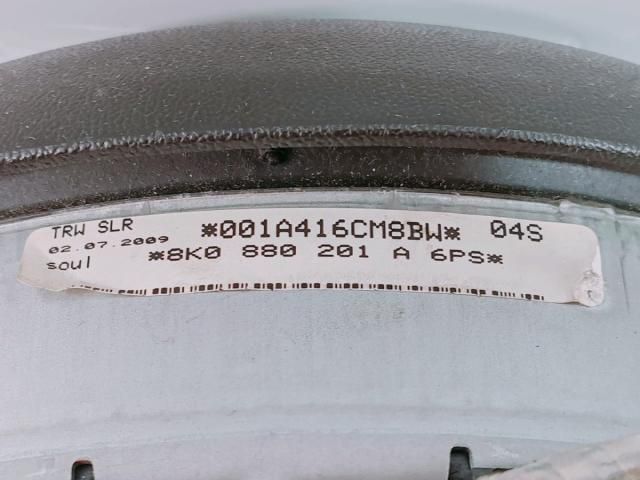 TRW SLR *001A416CM8BW* 04S
02.07.2009
soul *8K0 880 201 A 6PS*